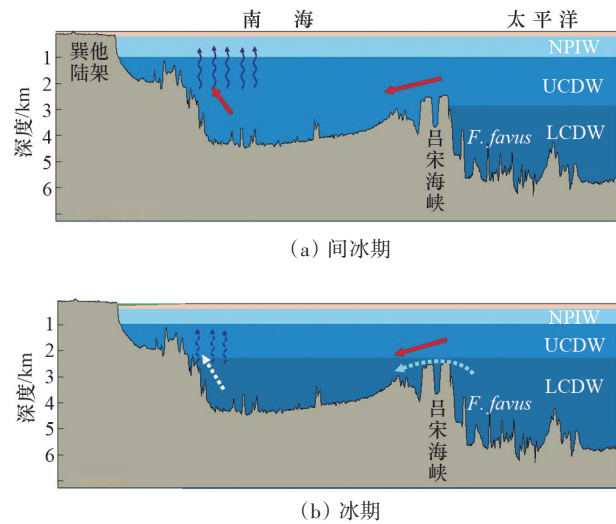 南 海 太平洋
巽他
陆架
NPIW
UCDW
LCDW
F. favus
吕宋海峡
深度/km
1
2
3
4
5
6
(a) 间冰期
NPIW
UCDW
LCDW
F. favus
吕宋海峡
深度/km
1
2
3
4
5
6
(b) 冰期